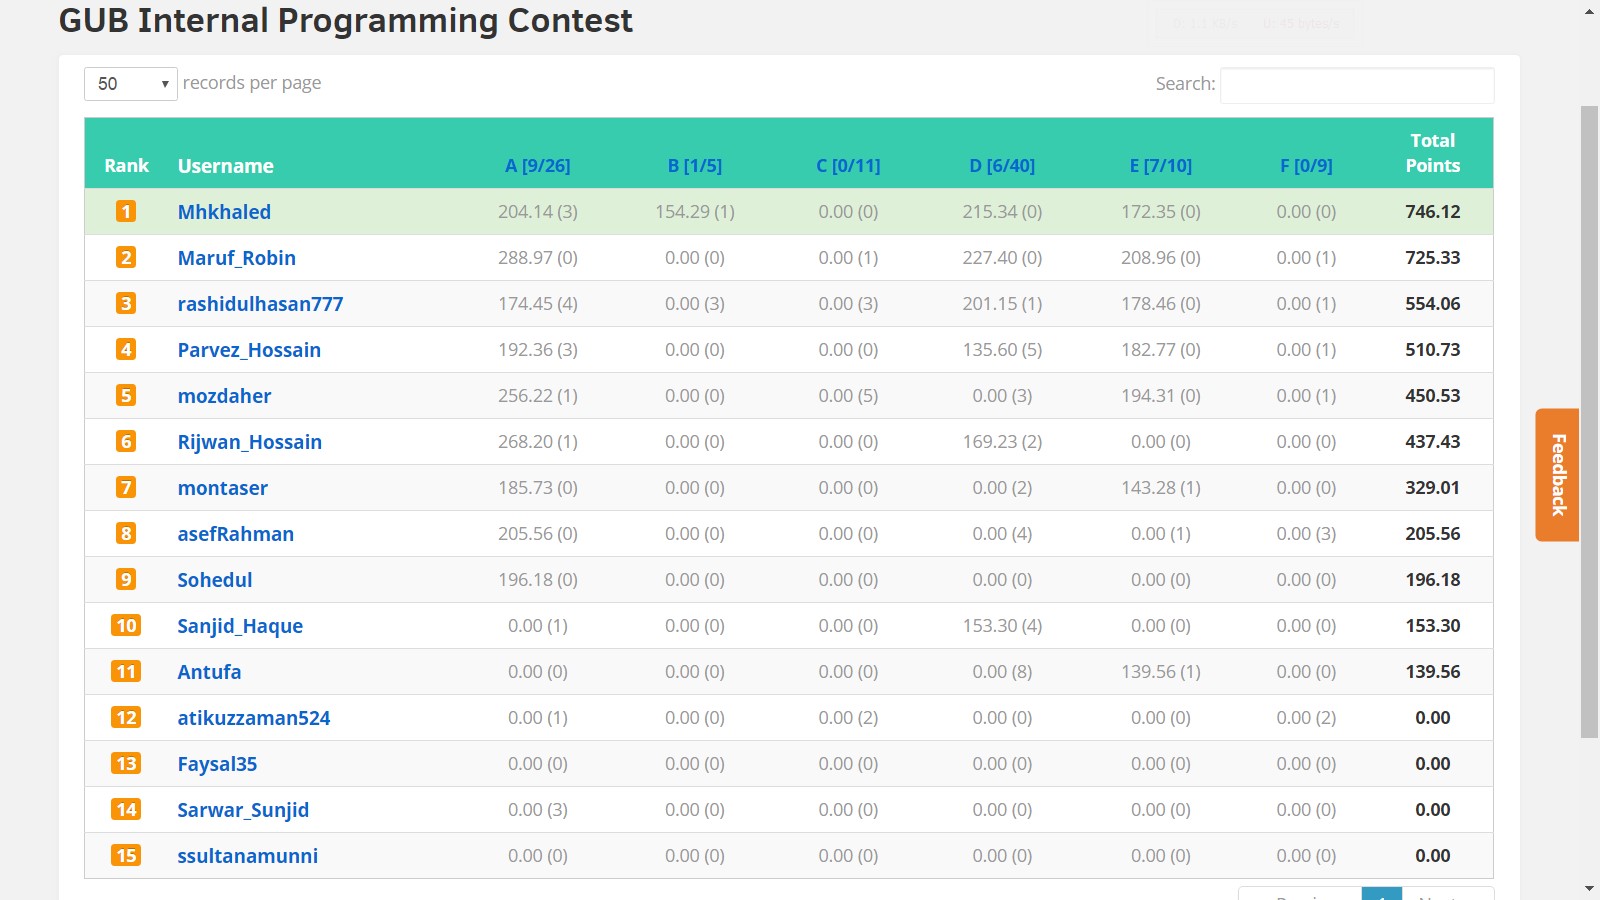 GUB Internal Programming Contest
50 records per page Search:
Rank Username A [9/26] B [1/5] C [0/11] D [6/40] E [7/10] F [0/9] Total Points
1 Mhkhaled 204.14 (3) 154.29 (1) 0.00 (0) 215.34 (0) 172.35 (0) 0.00 (0) 746.12
2 Maruf_Robin 288.97 (0) 0.00 (0) 0.00 (1) 227.40 (0) 208.96 (0) 0.00 (1) 725.33
3 rashidulhasan777 174.45 (4) 0.00 (3) 0.00 (3) 201.15 (1) 178.46 (0) 0.00 (1) 554.06
4 Parvez_Hossain 192.36 (3) 0.00 (0) 0.00 (0) 135.60 (5) 182.77 (0) 0.00 (1) 510.73
5 mozdaher 256.22 (1) 0.00 (0) 0.00 (5) 0.00 (3) 194.31 (0) 0.00 (1) 450.53
6 Rijwan_Hossain 268.20 (1) 0.00 (0) 0.00 (0) 169.23 (2) 0.00 (0) 0.00 (0) 437.43
7 montaser 185.73 (0) 0.00 (0) 0.00 (0) 0.00 (2) 143.28 (1) 0.00 (0) 329.01
8 asefRahman 205.56 (0) 0.00 (0) 0.00 (0) 0.00 (4) 0.00 (1) 0.00 (3) 205.56
9 Sohedul 196.18 (0) 0.00 (0) 0.00 (0) 0.00 (0) 0.00 (0) 0.00 (0) 196.18
10 Sanjid_Haque 0.00 (1) 0.00 (0) 0.00 (0) 153.30 (4) 0.00 (0) 0.00 (0) 153.30
11 Antufa 0.00 (0) 0.00 (0) 0.00 (0) 0.00 (8) 139.56 (1) 0.00 (0) 139.56
12 atikuzzaman524 0.00 (1) 0.00 (0) 0.00 (2) 0.00 (0) 0.00 (0) 0.00 (2) 0.00
13 Faysal35 0.00 (0) 0.00 (0) 0.00 (0) 0.00 (0) 0.00 (0) 0.00 (0) 0.00
14 Sarwar_Sunjid 0.00 (3) 0.00 (0) 0.00 (0) 0.00 (0) 0.00 (0) 0.00 (0) 0.00
15 ssultanamunni 0.00 (0) 0.00 (0) 0.00 (0) 0.00 (0) 0.00 (0) 0.00 (0) 0.00
Feedback